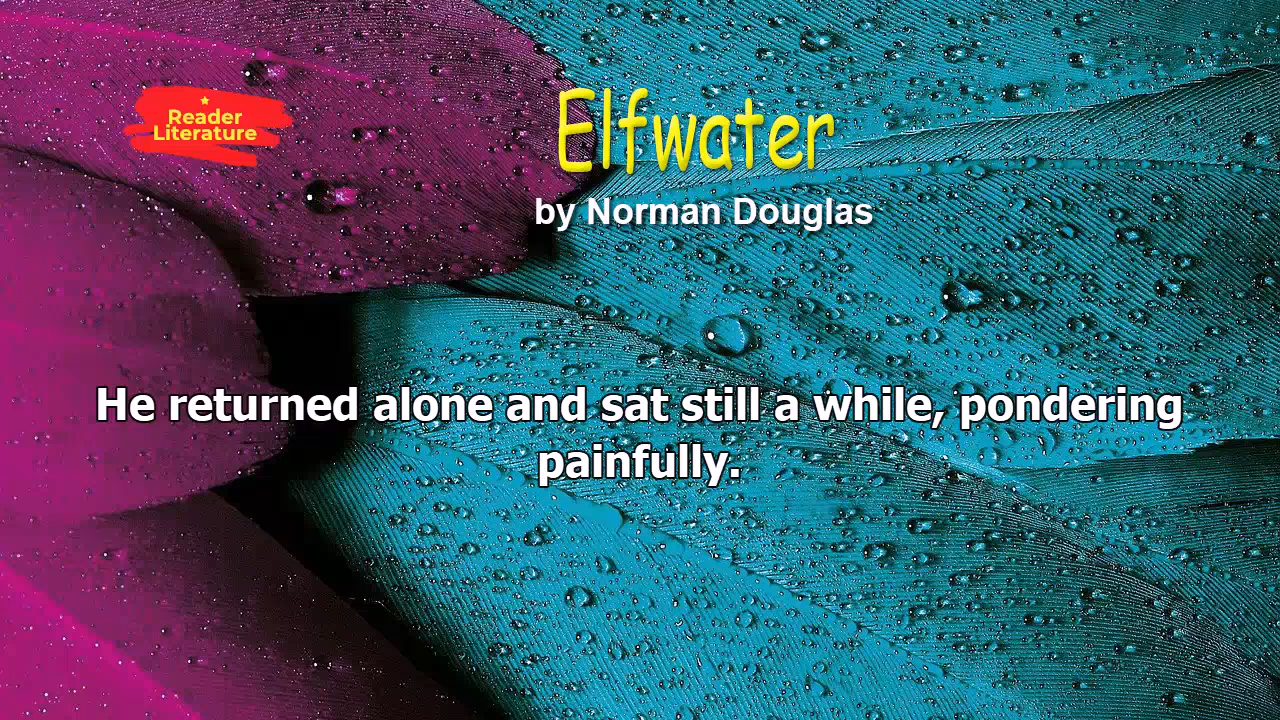 Reader
Literature
Elfwater
by Norman Douglas
He returned alone and sat still a while, pondering
painfully.